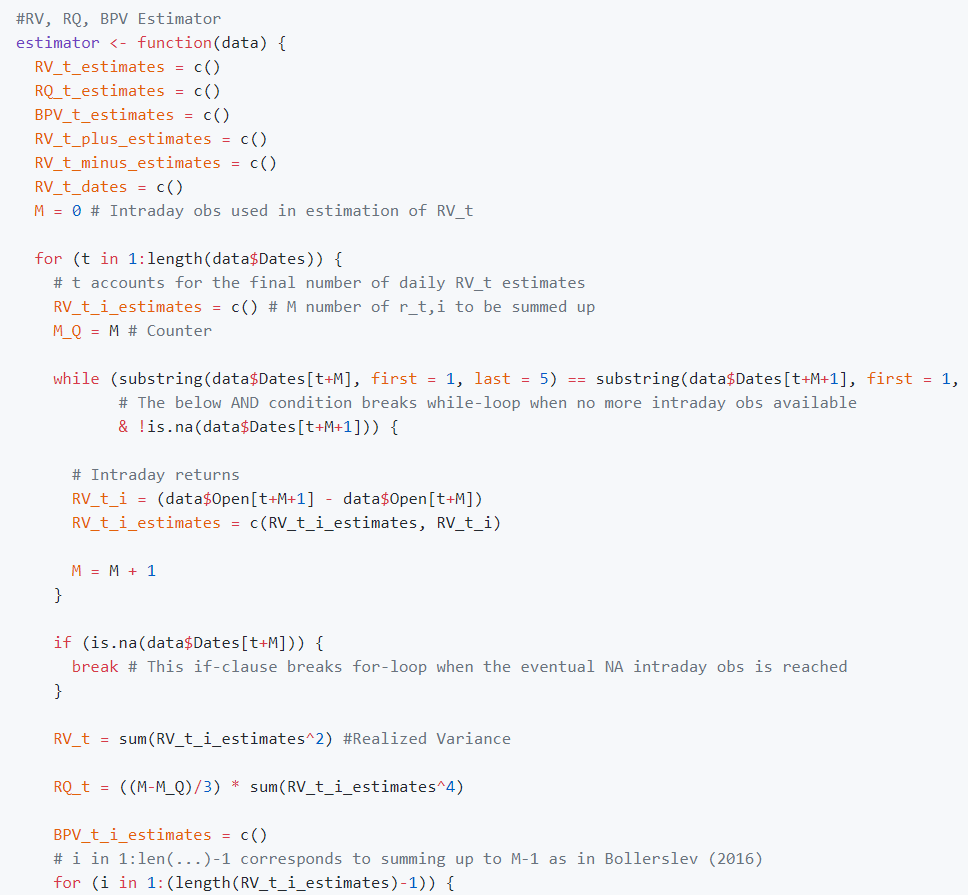 #RV, RQ, BPV Estimator
estimator <- function(data) {
  RV_t_estimates = c()
  RQ_t_estimates = c()
  BPV_t_estimates = c()
  RV_t_plus_estimates = c()
  RV_t_minus_estimates = c()
  RV_t_dates = c()
  M = 0 # Intraday obs used in estimation of RV_t
  for (t in 1:length(data$Dates)) {
    # t accounts for the final number of daily RV_t estimates
    RV_t_i_estimates = c() # M number of r_t,i to be summed up
    M_Q = M # Counter
    while (substring(data$Dates[t+M], first = 1, last = 5) == substring(data$Dates[t+M+1], first = 1,
           # The below AND condition breaks while-loop when no more intraday obs available
           & !is.na(data$Dates[t+M+1])) {
      # Intraday returns
      RV_t_i = (data$Open[t+M+1] - data$Open[t+M])
      RV_t_i_estimates = c(RV_t_i_estimates, RV_t_i)
      M = M + 1
    }
    if (is.na(data$Dates[t+M])) {
      break # This if-clause breaks for-loop when the eventual NA intraday obs is reached
    }
    RV_t = sum(RV_t_i_estimates^2) #Realized Variance
    RQ_t = ((M-M_Q)/3) * sum(RV_t_i_estimates^4)
    BPV_t_i_estimates = c()
    # i in 1:len(...)-1 corresponds to summing up to M-1 as in Bollerslev (2016)
    for (i in 1:(length(RV_t_i_estimates)-1)) {